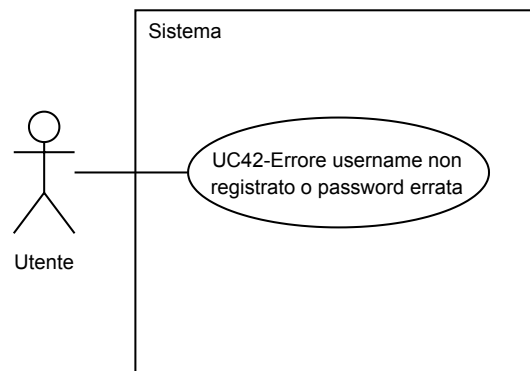 Sistema
UC42-Errore username non
registrato o password errata
Utente